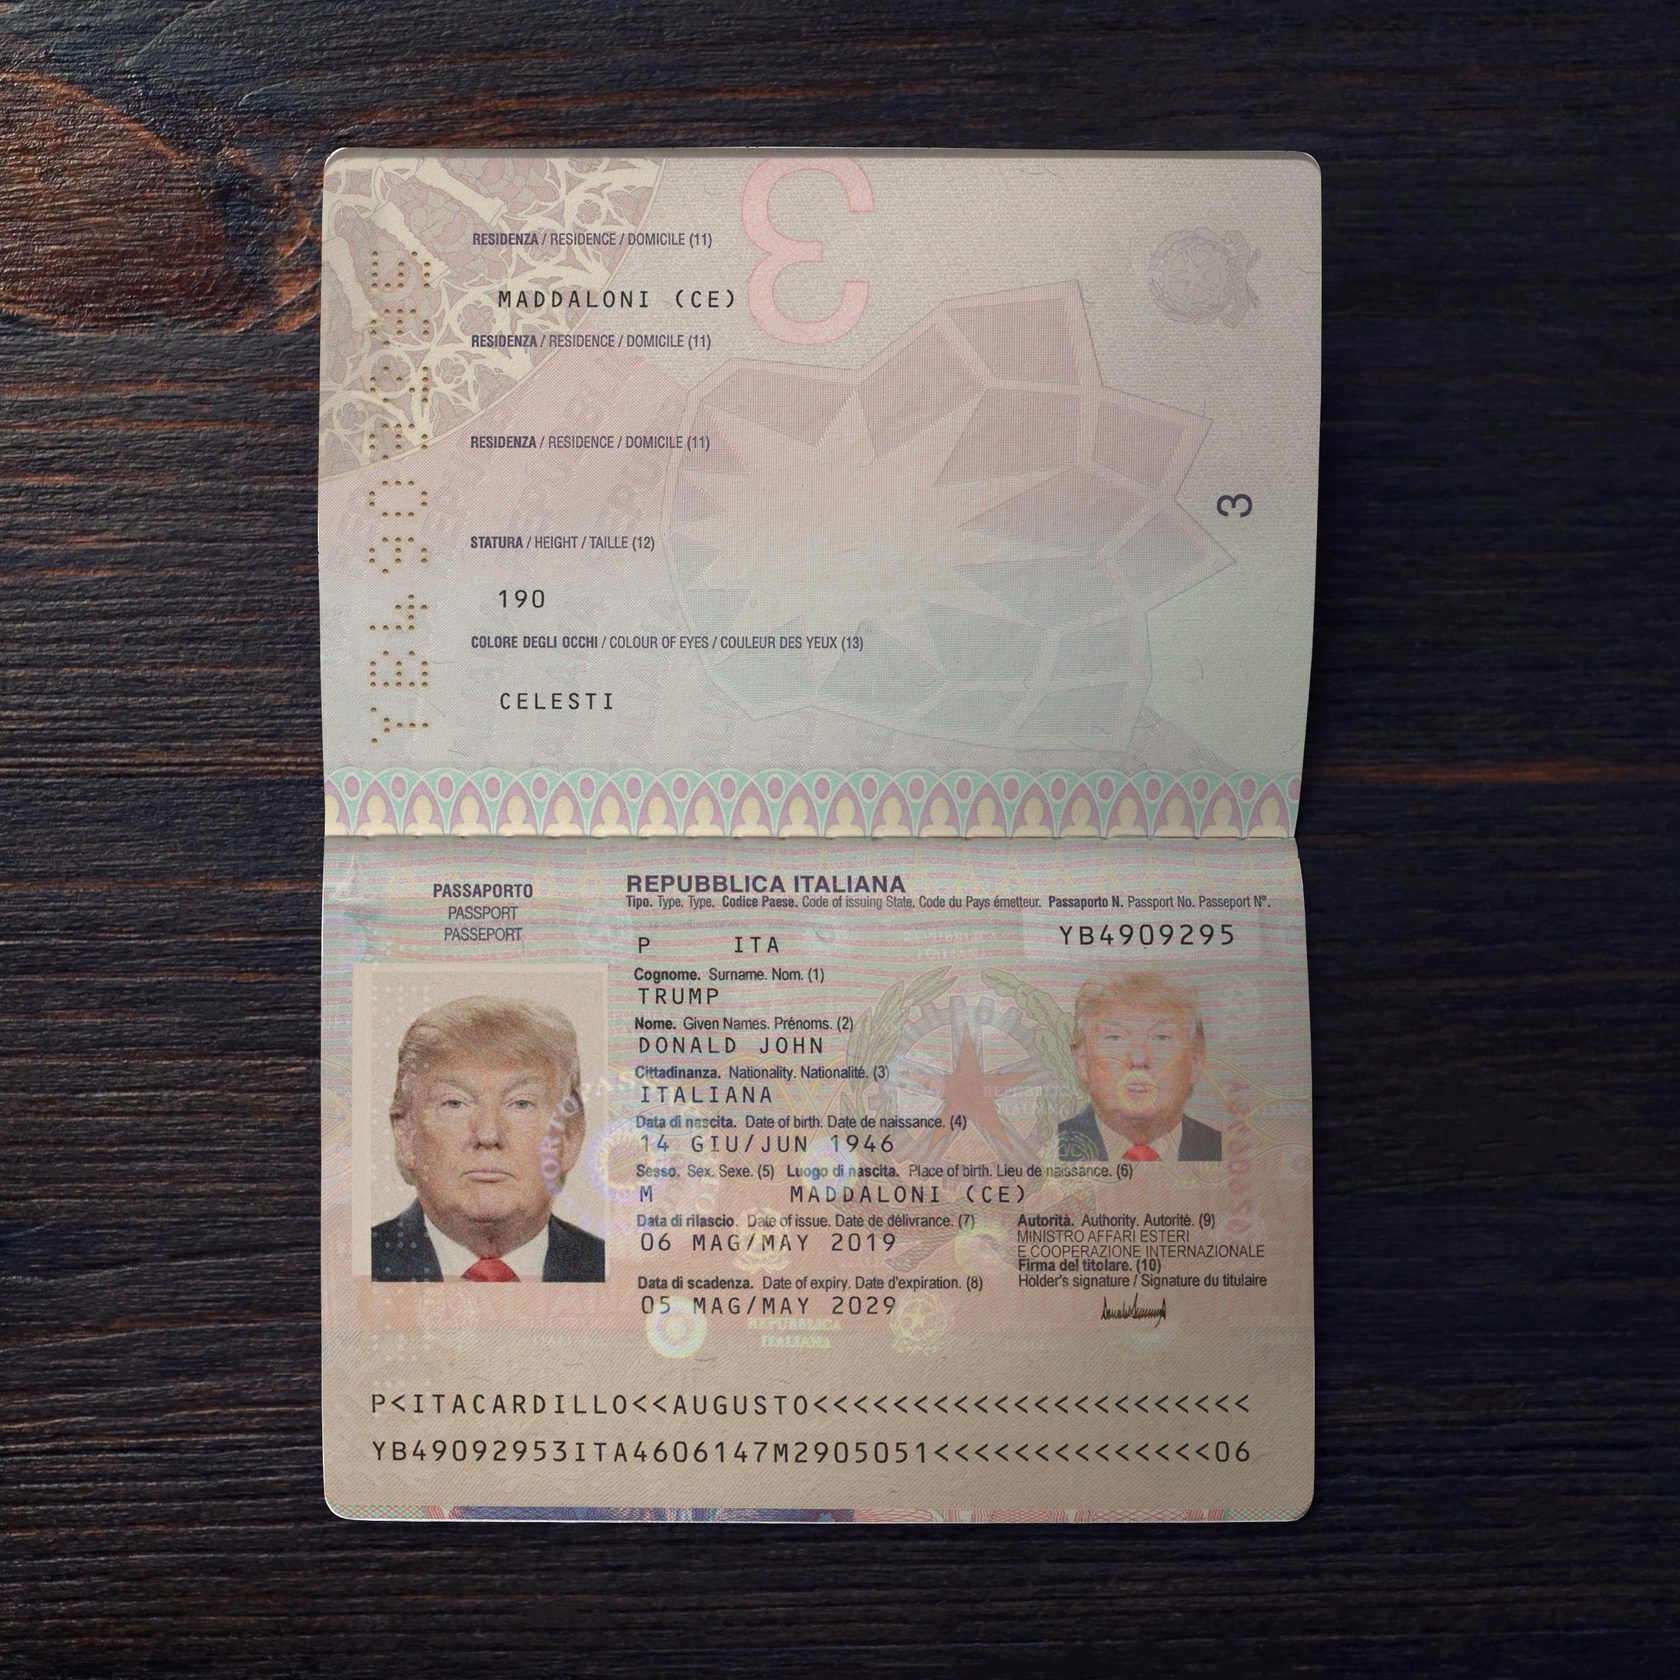 RESIDENZA / RESIDENCE / DOMICILE (11)
MADDALONI (CE)
RESIDENZA / RESIDENCE / DOMICILE (11)
RESIDENZA / RESIDENCE / DOMICILE (11)
STATURA / HEIGHT / TAILLE (12)
190
COLORE DEGLI OCCHI / COLOUR OF EYES / COULEUR DES YEUX (13)
CELESTI
3
3
PASSAPORTO
PASSPORT
PASSEPORT
REPUBBLICA ITALIANA
Tipo. Type. Type. Codice Paese. Code of issuing State. Code du Pays émetteur. Passaporto N. Passport No. Passeport N°.
P ITA YB4909295
Cognome. Surname. Nom. (1)
TRUMP
Nome. Given Names. Prénoms. (2)
DONALD JOHN
Cittadinanza. Nationality. Nationalité. (3)
ITALIANA
Data di nascita. Date of birth. Date de naissance. (4)
14 GIU/JUN 1946
Sesso. Sex. Sexe. (5) Luogo di nascita. Place of birth. Lieu de naissance. (6)
M MADDALONI (CE)
Data di rilascio. Date of issue. Date de délivrance. (7)
06 MAG/MAY 2019
Data di scadenza. Date of expiry. Date d'expiration. (8)
05 MAG/MAY 2029
Autorità. Authority. Autorité. (9)
MINISTRO AFFARI ESTERI
E COOPERAZIONE INTERNAZIONALE
Firma del titolare. (10)
Holder's signature / Signature du titulaire
REPUBBLICA
ITALIANA
P<ITACARDILLO<<AUGUSTO<<<<<<<<<<<<<<<<<<<<<<
YB49092953ITA4606147M2905051<<<<<<<<<<<<<<06